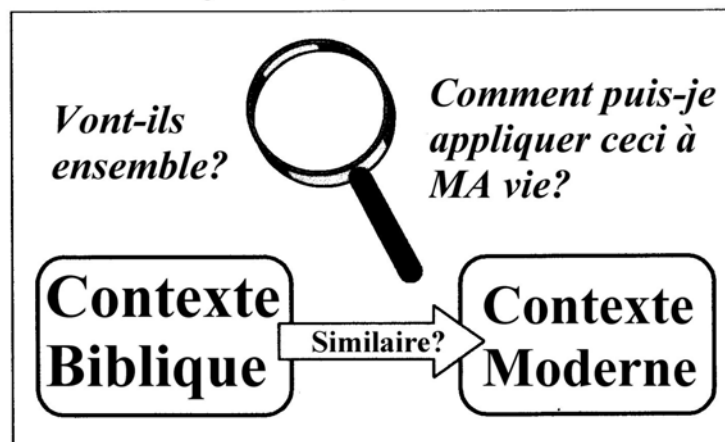 Vont-ils
ensemble?
Comment puis-je
appliquer ceci à
MA vie?
Contexte
Biblique
Similaire?
Contexte
Moderne